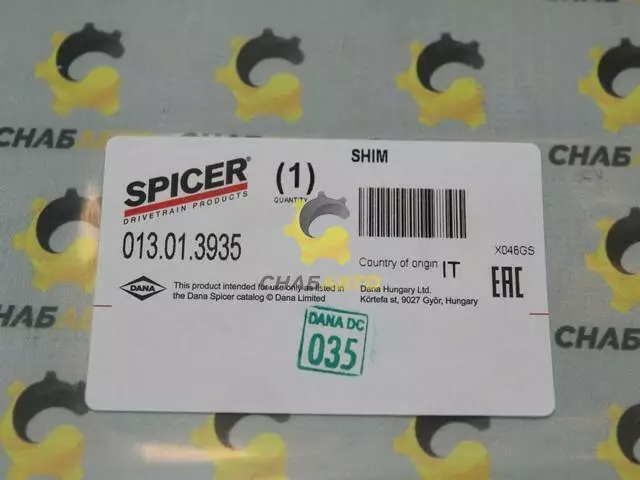 СНАБАВТО
СНАБ
SPICER®
DRIVETRAIN PRODUCTS
(1)
QUANTITY
SHIM
013.01.3935
Country of origin IT
X046GS
EAC
DANA
This product intended for use only as listed in
the Dana Spicer catalog © Dana Limited
Dana Hungary Ltd.
Körtefa st, 9027 Győr, Hungary
СНАБАВТО
DANA DC
035